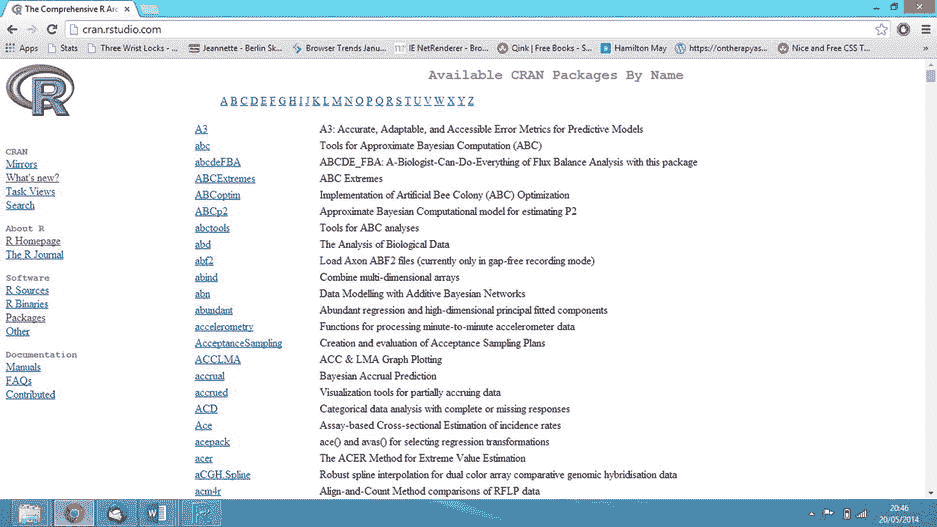 The Comprehensive R Arc
cran.rstudio.com
Apps
Stats
Three Wrist Locks - ...
Jeannette - Berlin Sk...
Browser Trends Janu...
IE NetRenderer - Bro...
Qink | Free Books - S...
Hamilton May
https://ontherapyas...
Nice and Free CSS T...
»
R
Available CRAN Packages By Name
A B C D E F G H I J K L M N O P Q R S T U V W X Y Z
CRAN
Mirrors
What's new?
Task Views
Search
About R
R Homepage
The R Journal
Software
R Sources
R Binaries
Packages
Other
Documentation
Manuals
FAQs
Contributed
A3 A3: Accurate, Adaptable, and Accessible Error Metrics for Predictive Models
abc Tools for Approximate Bayesian Computation (ABC)
abcdeFBA ABCDE_FBA: A-Biologist-Can-Do-Everything of Flux Balance Analysis with this package
ABCExtremes ABC Extremes
ABCoptim Implementation of Artificial Bee Colony (ABC) Optimization
ABCp2 Approximate Bayesian Computational model for estimating P2
abctools Tools for ABC analyses
abd The Analysis of Biological Data
abf2 Load Axon ABF2 files (currently only in gap-free recording mode)
abind Combine multi-dimensional arrays
abn Data Modelling with Additive Bayesian Networks
abundant Abundant regression and high-dimensional principal fitted components
accelerometry Functions for processing minute-to-minute accelerometer data
AcceptanceSampling Creation and evaluation of Acceptance Sampling Plans
ACCLMA ACC & LMA Graph Plotting
accrual Bayesian Accrual Prediction
accrued Visualization tools for partially accruing data
ACD Categorical data analysis with complete or missing responses
Ace Assay-based Cross-sectional Estimation of incidence rates
acepack ace() and avas() for selecting regression transformations
acer The ACER Method for Extreme Value Estimation
aCGH.Spline Robust spline interpolation for dual color array comparative genomic hybridisation data
acm4r Align-and-Count Method comparisons of RFLP data
20:46
20/05/2014